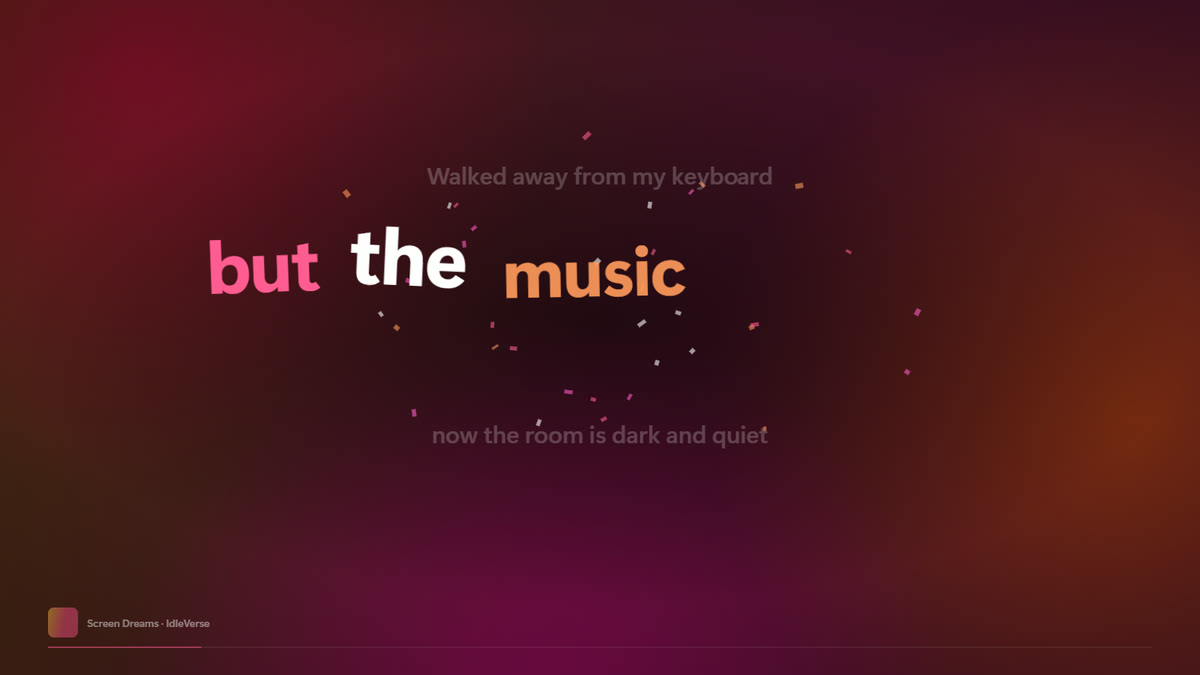 Walked away from my keyboard
but the music
now the room is dark and quiet
Screen Dreams · IdleVerse